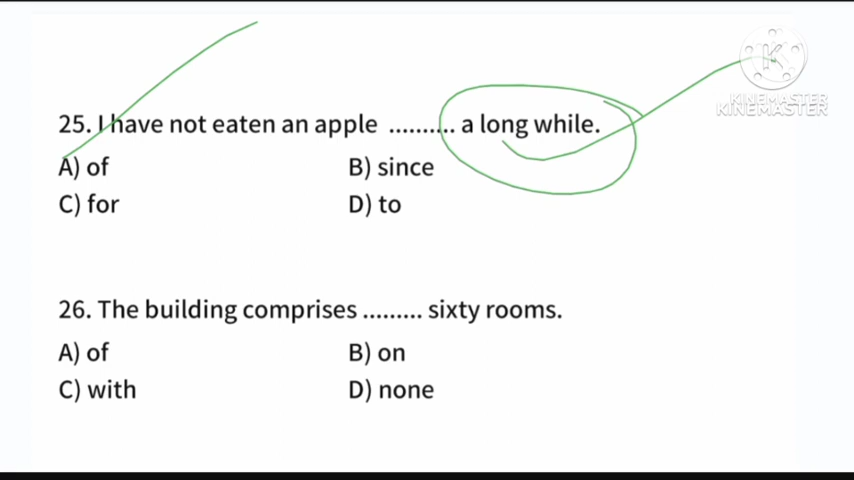 KINEMASTER
KINEMASTER
25. I have not eaten an apple .......... a long while.
A) of B) since
C) for D) to
26. The building comprises ......... sixty rooms.
A) of B) on
C) with D) none